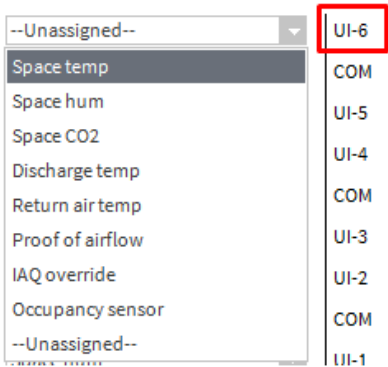 --Unassigned--
Space temp
Space hum
Space CO2
Discharge temp
Return air temp
Proof of airflow
IAQ override
Occupancy sensor
--Unassigned--
UI-6
COM
UI-5
UI-4
COM
UI-3
UI-2
COM
UI-1